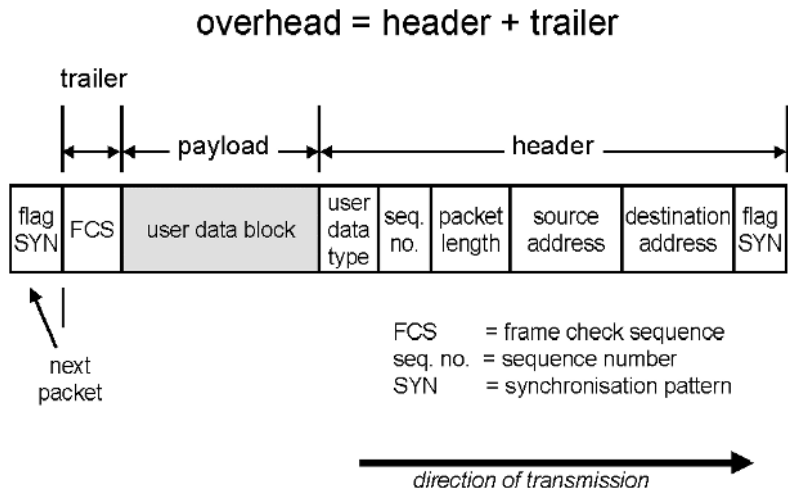 overhead = header + trailer
trailer
payload
header
flag
SYN
FCS
user data block
user
data
type
seq.
no.
packet
length
source
address
destination
address
flag
SYN
next
packet
FCS = frame check sequence
seq. no. = sequence number
SYN = synchronisation pattern
direction of transmission